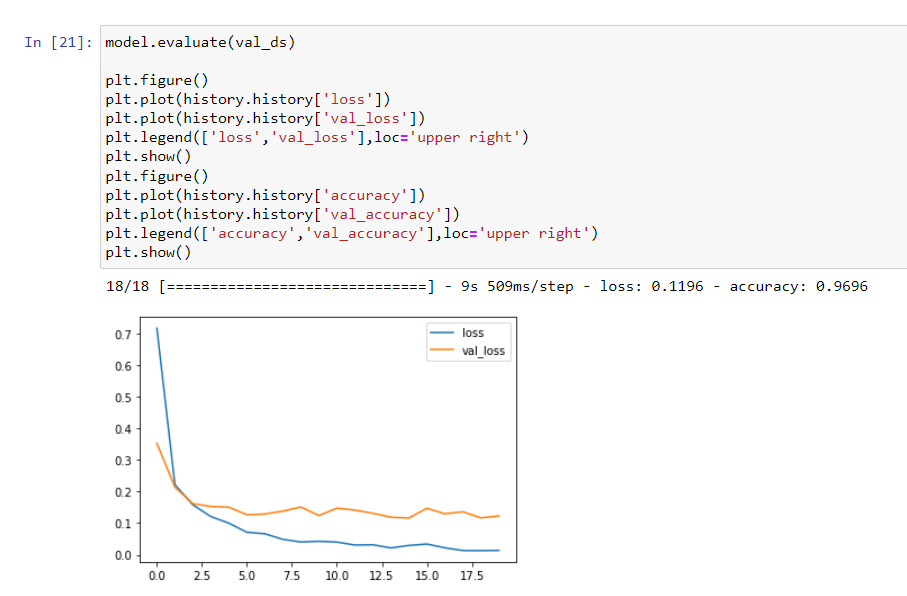 In [21]: model.evaluate(val_ds)
plt.figure()
plt.plot(history.history['loss'])
plt.plot(history.history['val_loss'])
plt.legend(['loss','val_loss'],loc='upper right')
plt.show()
plt.figure()
plt.plot(history.history['accuracy'])
plt.plot(history.history['val_accuracy'])
plt.legend(['accuracy','val_accuracy'],loc='upper right')
plt.show()
18/18 [==============================] - 9s 509ms/step - loss: 0.1196 - accuracy: 0.9696
loss
val_loss
0.7
0.6
0.5
0.4
0.3
0.2
0.1
0.0
0.0 2.5 5.0 7.5 10.0 12.5 15.0 17.5